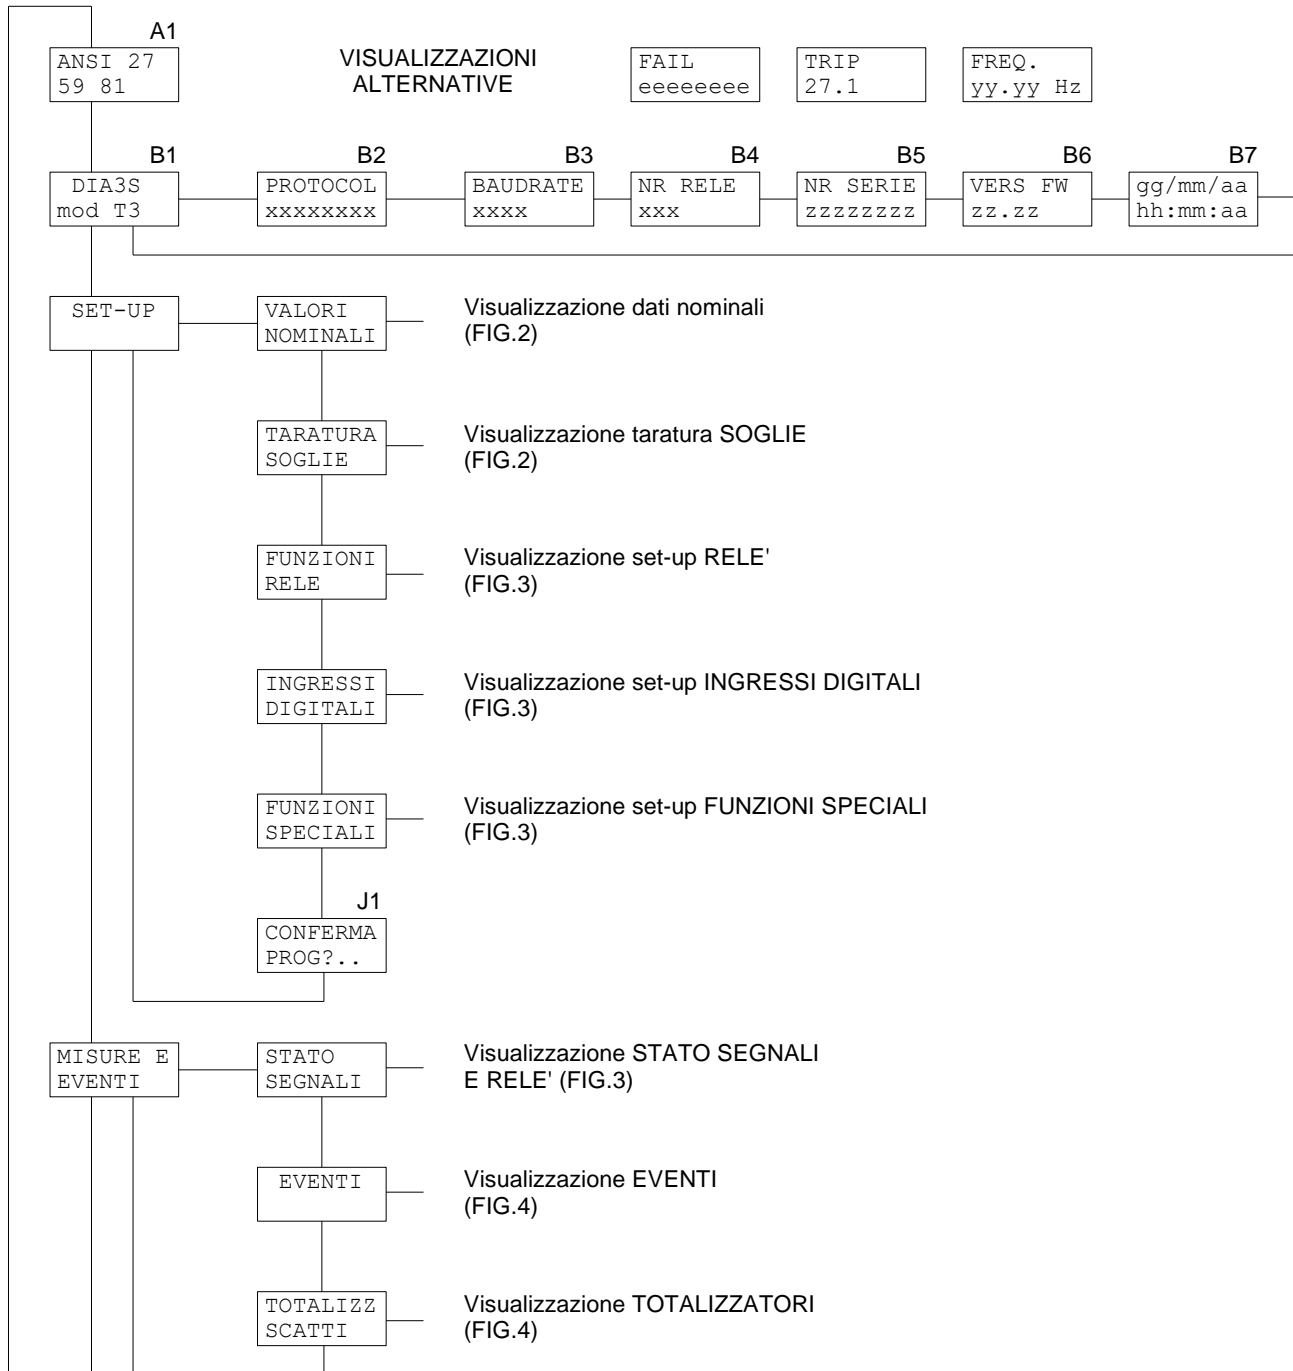 A1
ANSI 27
59 81
VISUALIZZAZIONI
ALTERNATIVE
FAIL
eeeeeeee
TRIP
27.1
FREQ.
yy.yy Hz
B1
DIA3S
mod T3
B2
PROTOCOL
xxxxxxxx
B3
BAUDRATE
xxxx
B4
NR RELE
xxx
B5
NR SERIE
zzzzzzzz
B6
VERS FW
zz.zz
B7
gg/mm/aa
hh:mm:aa
SET-UP
VALORI
NOMINALI
Visualizzazione dati nominali
(FIG.2)
TARATURA
SOGLIE
Visualizzazione taratura SOGLIE
(FIG.2)
FUNZIONI
RELE
Visualizzazione set-up RELE'
(FIG.3)
INGRESSI
DIGITALI
Visualizzazione set-up INGRESSI DIGITALI
(FIG.3)
FUNZIONI
SPECIALI
Visualizzazione set-up FUNZIONI SPECIALI
(FIG.3)
J1
CONFERMA
PROG?..
MISURE E
EVENTI
STATO
SEGNALI
Visualizzazione STATO SEGNALI
E RELE' (FIG.3)
EVENTI
Visualizzazione EVENTI
(FIG.4)
TOTALIZZ
SCATTI
Visualizzazione TOTALIZZATORI
(FIG.4)